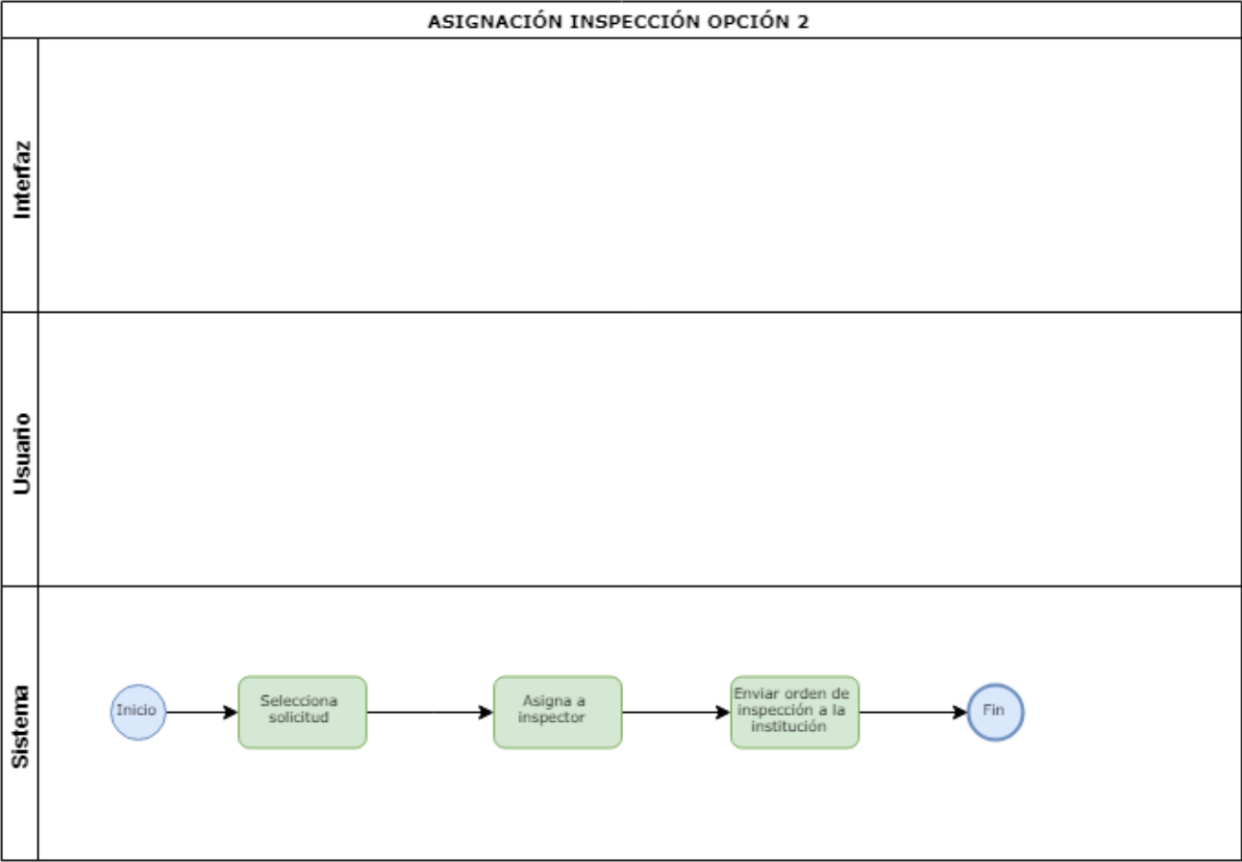 ASIGNACIÓN INSPECCIÓN OPCIÓN 2
Interfaz
Usuario
Sistema
Inicio
Selecciona
solicitud
Asigna a
inspector
Enviar orden de
inspección a la
institución
Fin